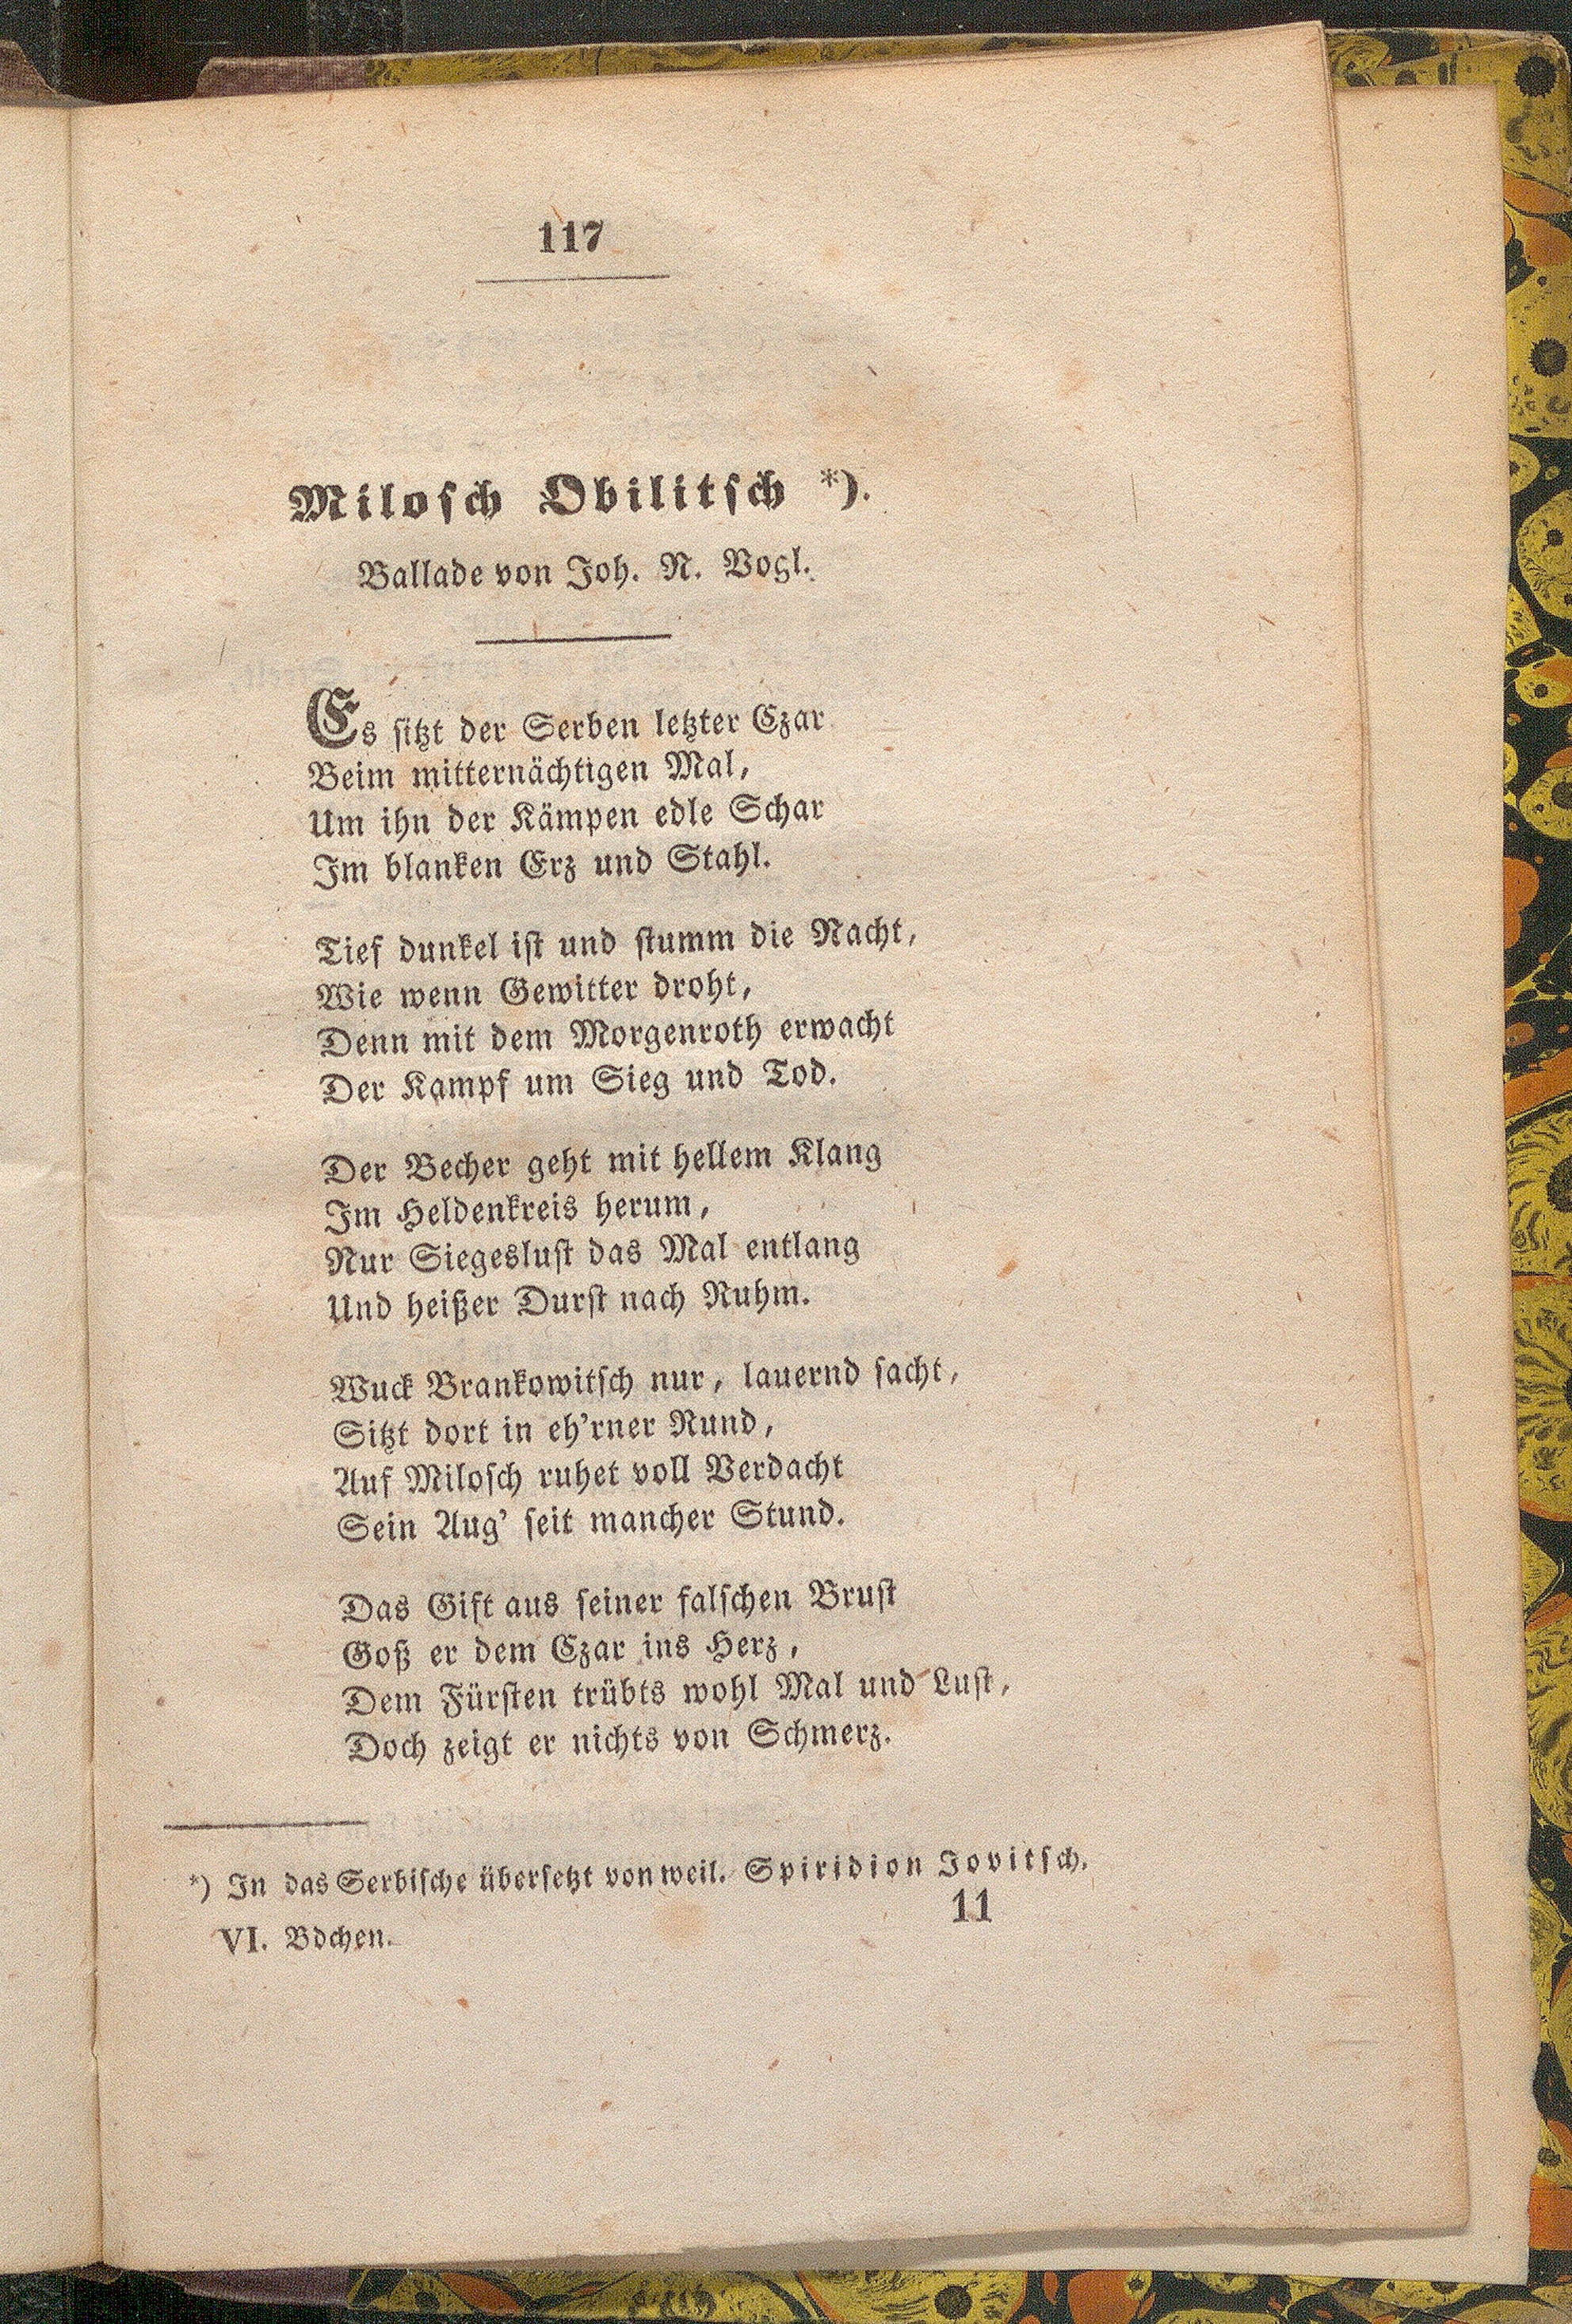 117
Milosch Obilitsch *).
Ballade von Joh. N. Vogl.
Es sitzt der Serben letzter Czar
Beim mitternächtigen Mal,
Um ihn der Kämpen edle Schar
Im blanken Erz und Stahl.
Tief dunkel ist und stumm die Nacht,
Wie wenn Gewitter droht,
Denn mit dem Morgenroth erwacht
Der Kampf um Sieg und Tod.
Der Becher geht mit hellem Klang
Im Heldenkreis herum,
Nur Siegeslust das Mal entlang
Und heißer Durst nach Ruhm.
Wuck Brankowitsch nur, lauernd sacht,
Sitzt dort in eh'rner Rund,
Auf Milosch ruhet voll Verdacht
Sein Aug' seit mancher Stund.
Das Gift aus seiner falschen Brust
Goß er dem Czar ins Herz,
Dem Fürsten trübts wohl Mal und Lust,
Doch zeigt er nichts von Schmerz.
*) In das Serbische übersetzt von weil. Spiridion Jovitsch.
VI. Bdchen. 11